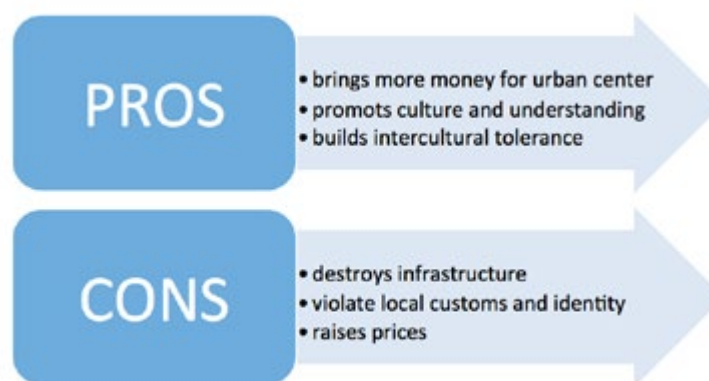 PROS
• brings more money for urban center
• promots culture and understanding
• builds intercultural tolerance
CONS
• destroys infrastructure
• violate local customs and identity
• raises prices